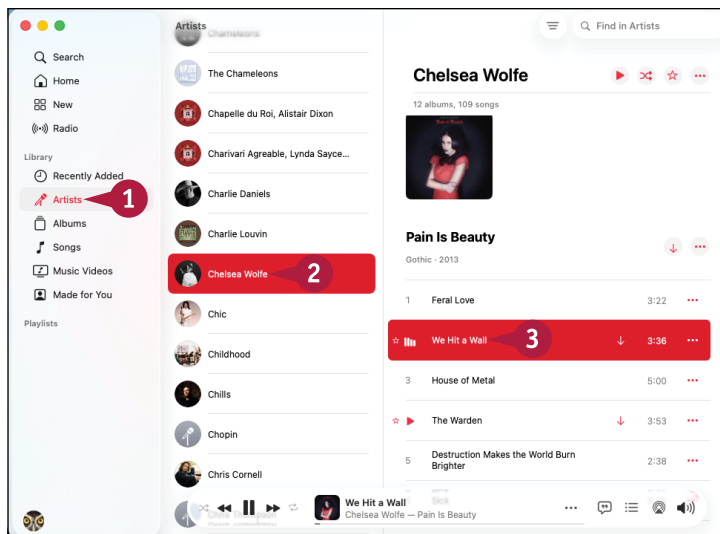 Search
Home
New
Radio
Library
Recently Added
Artists
1
Albums
Songs
Music Videos
Made for You
Playlists
Artists
Chameleons
The Chameleons
Chapelle du Roi, Alistair Dixon
Charivari Agreable, Lynda Sayce...
Charlie Daniels
Charlie Louvin
Chelsea Wolfe
2
Chic
Childhood
Chills
Chopin
Chris Cornell
Find in Artists
Chelsea Wolfe
12 albums, 109 songs
Pain Is Beauty
Gothic · 2013
1 Feral Love 3:22
We Hit a Wall 3 3:36
3 House of Metal 5:00
The Warden 3:53
5 Destruction Makes the World Burn
Brighter 2:38
Sick
We Hit a Wall
Chelsea Wolfe — Pain Is Beauty